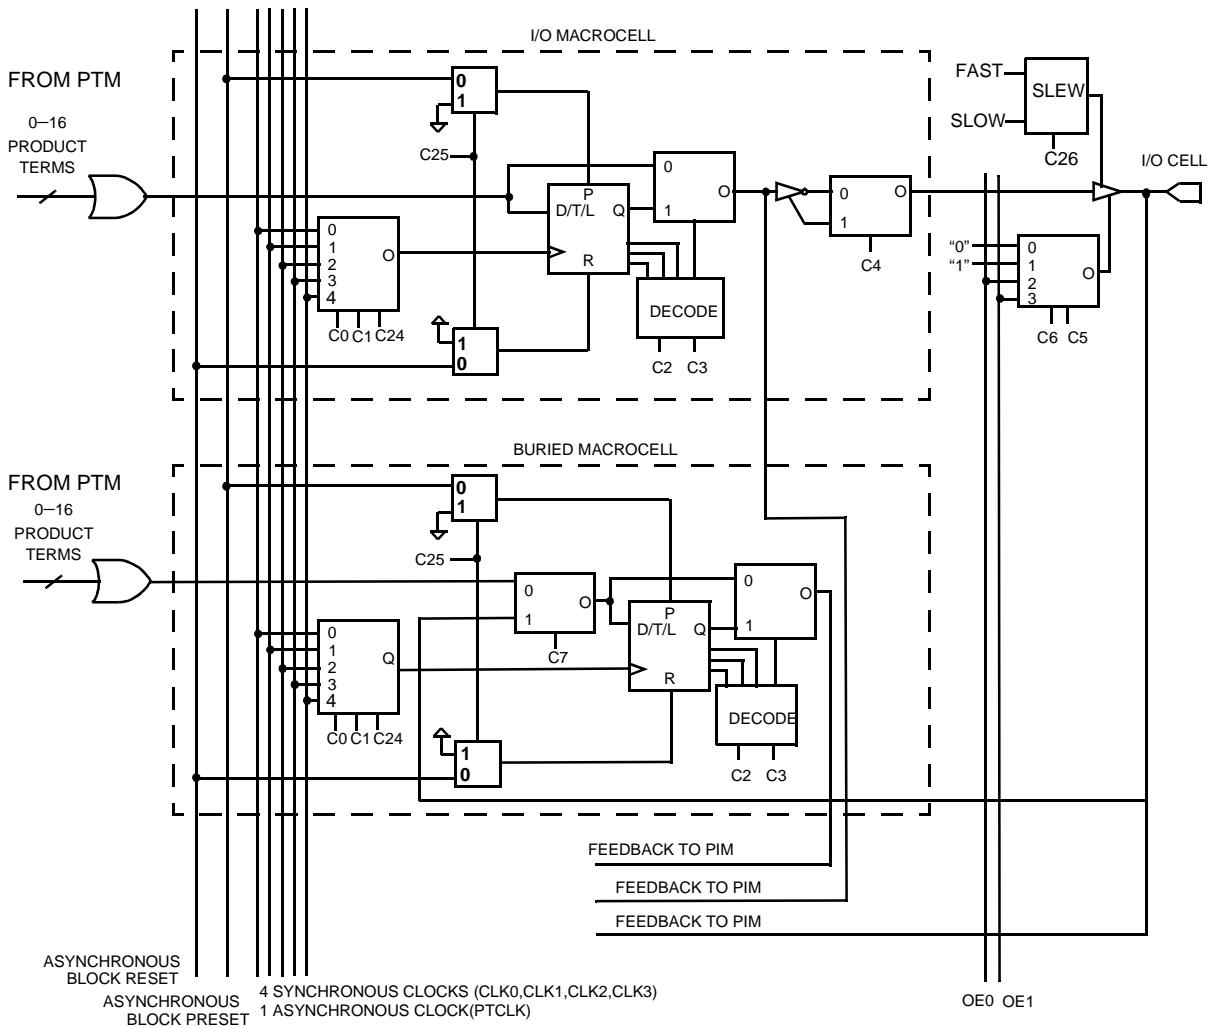 I/O MACROCELL
FROM PTM
0–16
PRODUCT
TERMS
0
1
C25
FAST
SLOW
SLEW
C26
I/O CELL
0
1
O
P
D/T/L
Q
R
0
1
2
3
4
O
C0 C1 C24
DECODE
C2 C3
1
0
0
1
O
C4
"0"
"1"
0
1
2
3
O
C6 C5
BURIED MACROCELL
FROM PTM
0–16
PRODUCT
TERMS
0
1
C25
0
1
O
C7
P
D/T/L
Q
R
0
1
O
0
1
2
3
4
Q
C0 C1 C24
DECODE
C2 C3
1
0
FEEDBACK TO PIM
FEEDBACK TO PIM
FEEDBACK TO PIM
ASYNCHRONOUS
BLOCK RESET
ASYNCHRONOUS
BLOCK PRESET
4 SYNCHRONOUS CLOCKS (CLK0,CLK1,CLK2,CLK3)
1 ASYNCHRONOUS CLOCK(PTCLK)
OE0 OE1